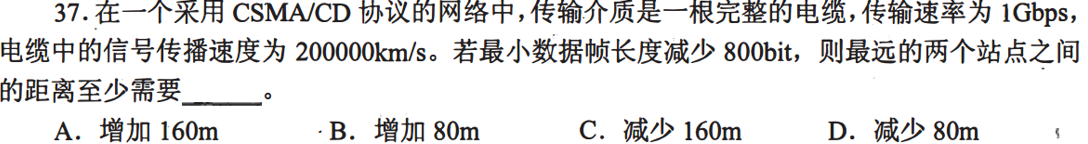 37. 在一个采用 CSMA/CD 协议的网络中，传输介质是一根完整的电缆，传输速率为 1Gbps，
电缆中的信号传播速度为 200000km/s。若最小数据帧长度减少 800bit，则最远的两个站点之间
的距离至少需要______。
A．增加 160m B．增加 80m C．减少 160m D．减少 80m